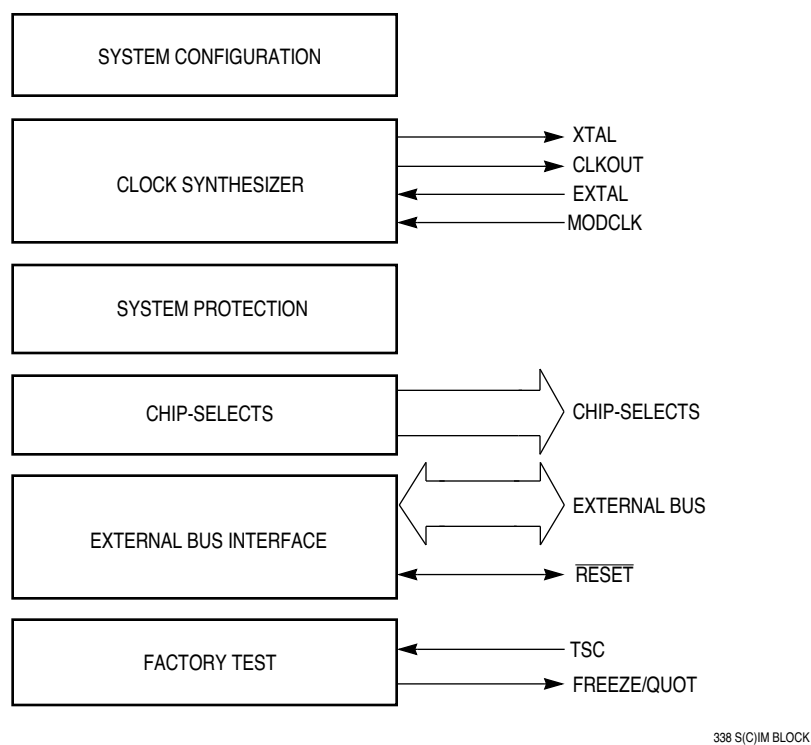 SYSTEM CONFIGURATION
CLOCK SYNTHESIZER
XTAL
CLKOUT
EXTAL
MODCLK
SYSTEM PROTECTION
CHIP-SELECTS
CHIP-SELECTS
EXTERNAL BUS INTERFACE
EXTERNAL BUS
RESET
FACTORY TEST
TSC
FREEZE/QUOT
338 S(C)IM BLOCK